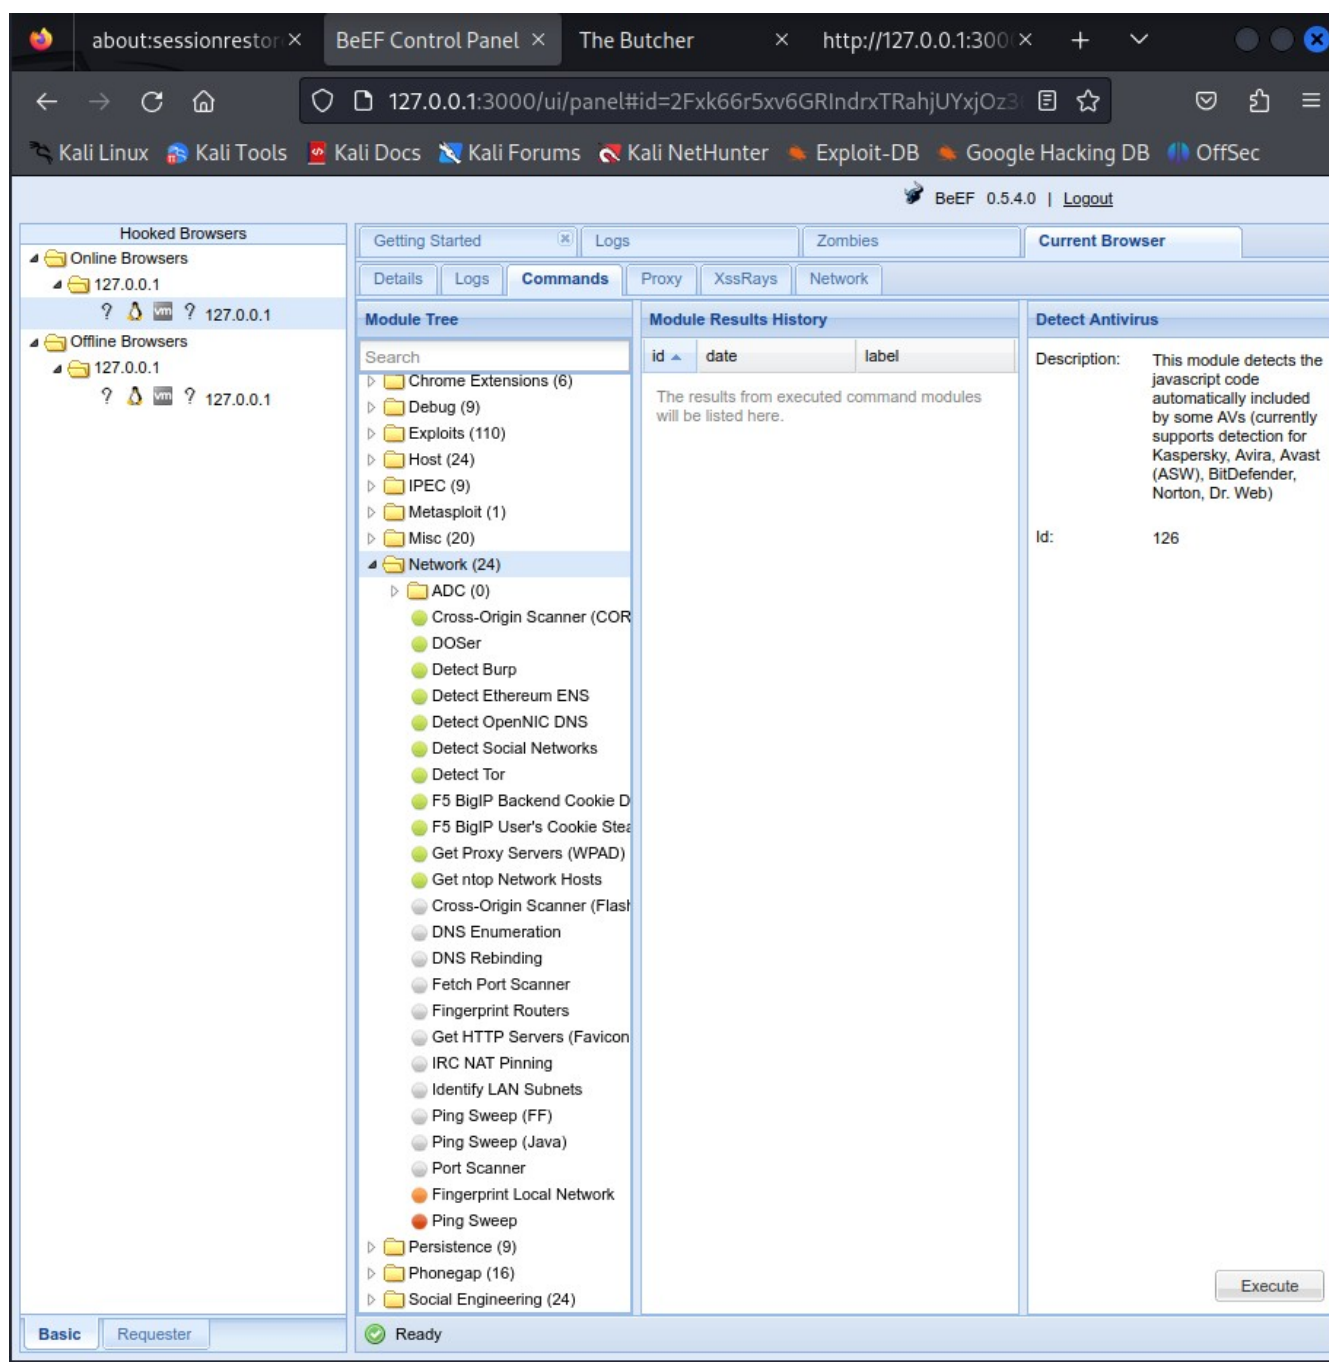 about:sessionrestor
BeEF Control Panel
The Butcher
http://127.0.0.1:300
127.0.0.1:3000/ui/panel#id=2Fxk66r5xv6GRIndrxTRahjUYxjOz3
Kali Linux Kali Tools Kali Docs Kali Forums Kali NetHunter Exploit-DB Google Hacking DB OffSec
BeEF 0.5.4.0 | Logout
Hooked Browsers
Online Browsers
127.0.0.1
? vm ? 127.0.0.1
Offline Browsers
127.0.0.1
? vm ? 127.0.0.1
Basic Requester
Getting Started Logs Zombies Current Browser
Details Logs Commands Proxy XssRays Network
Module Tree
Search
Chrome Extensions (6)
Debug (9)
Exploits (110)
Host (24)
IPEC (9)
Metasploit (1)
Misc (20)
Network (24)
ADC (0)
Cross-Origin Scanner (COR
DOSer
Detect Burp
Detect Ethereum ENS
Detect OpenNIC DNS
Detect Social Networks
Detect Tor
F5 BigIP Backend Cookie D
F5 BigIP User's Cookie Stea
Get Proxy Servers (WPAD)
Get ntop Network Hosts
Cross-Origin Scanner (Flash
DNS Enumeration
DNS Rebinding
Fetch Port Scanner
Fingerprint Routers
Get HTTP Servers (Favicon
IRC NAT Pinning
Identify LAN Subnets
Ping Sweep (FF)
Ping Sweep (Java)
Port Scanner
Fingerprint Local Network
Ping Sweep
Persistence (9)
Phonegap (16)
Social Engineering (24)
Module Results History
id date label
The results from executed command modules
will be listed here.
Detect Antivirus
Description: This module detects the
javascript code
automatically included
by some AVs (currently
supports detection for
Kaspersky, Avira, Avast
(ASW), BitDefender,
Norton, Dr. Web)
Id: 126
Execute
Ready